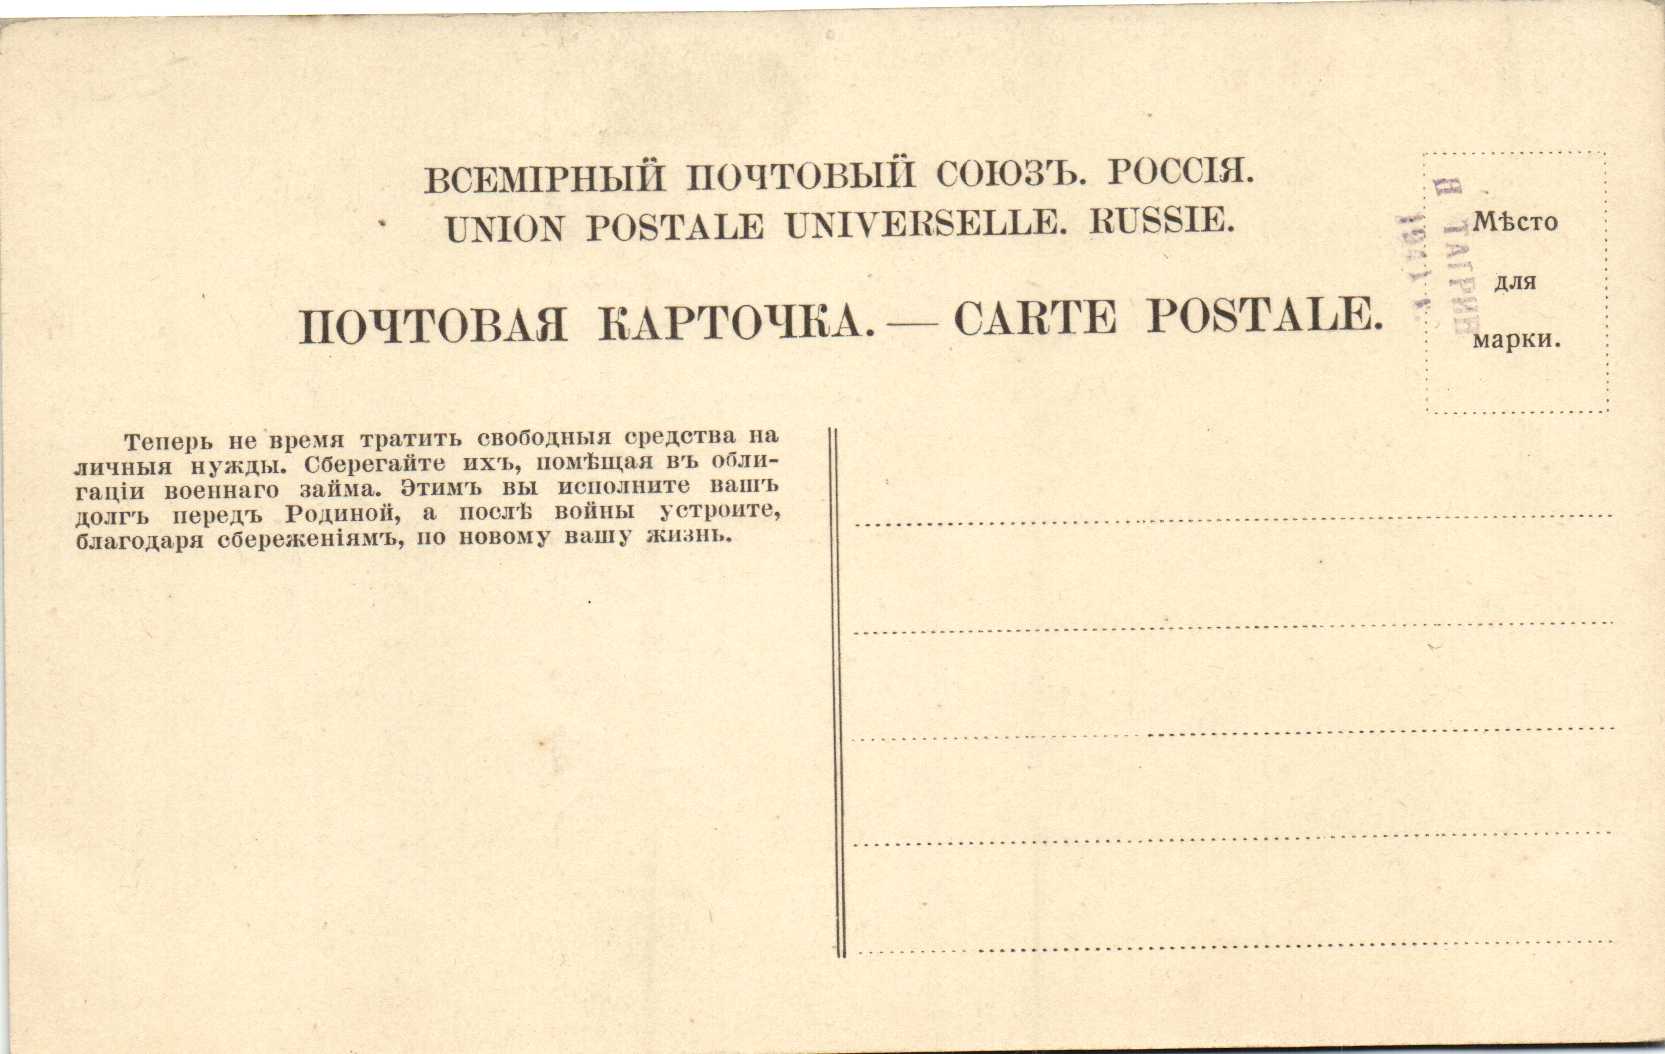 ВСЕМІРНЫЙ ПОЧТОВЫЙ СОЮЗЪ. РОССІЯ.
UNION POSTALE UNIVERSELLE. RUSSIE.
ПОЧТОВАЯ КАРТОЧКА. — CARTE POSTALE.
Мѣсто
для
марки.
Теперь не время тратить свободныя средства на
личныя нужды. Сберегайте ихъ, помѣщая въ обли-
гаціи военнаго займа. Этимъ вы исполните вашъ
долгъ передъ Родиной, а послѣ войны устроите,
благодаря сбереженіямъ, по новому вашу жизнь.